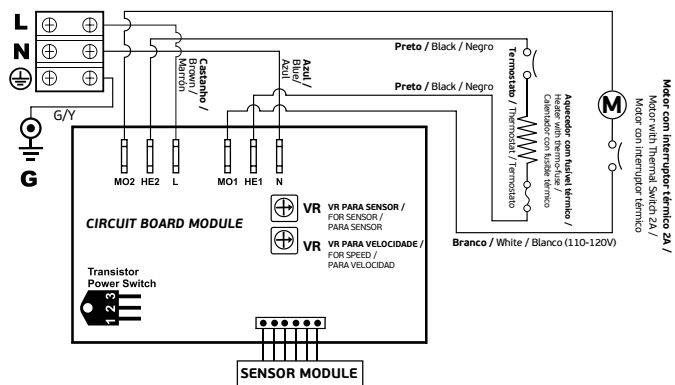 L
N
G
G/Y
Castanho /
Brown /
Marrón
Azul /
Blue/
Azul
Preto / Black / Negro
Preto / Black / Negro
Termostato / Thermostat / Termostato
Aquecedor com fusível térmico /
Heater with thermo-fuse /
Calentador con fusible térmico
M
Motor com interruptor térmico 2A /
Motor with Thermal Switch 2A /
Motor con interruptor térmico
MO2 HE2 L MO1 HE1 N
CIRCUIT BOARD MODULE
VR VR PARA SENSOR /
FOR SENSOR /
PARA SENSOR
VR VR PARA VELOCIDADE /
FOR SPEED /
PARA VELOCIDAD
Branco / White / Blanco (110-120V)
Transistor
Power Switch
1 2 3
SENSOR MODULE